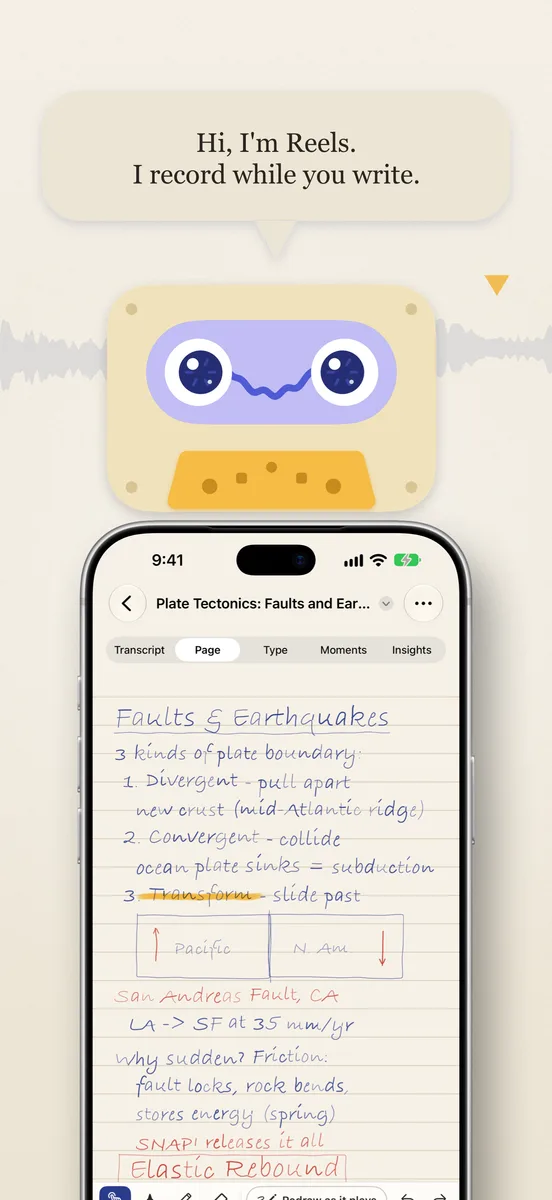 Hi, I'm Reels.
I record while you write.
9:41
Plate Tectonics: Faults and Ear...
Transcript Page Type Moments Insights
Faults & Earthquakes
3 kinds of plate boundary:
1. Divergent - pull apart
new crust (mid-Atlantic ridge)
2. Convergent - collide
ocean plate sinks = subduction
3. Transform - slide past
↑ Pacific N. Am. ↓
San Andreas Fault, CA
LA -> SF at 35 mm/yr
Why sudden? Friction:
fault locks, rock bends,
stores energy (spring)
SNAP! releases it all
Elastic Rebound
Redraw as it plays